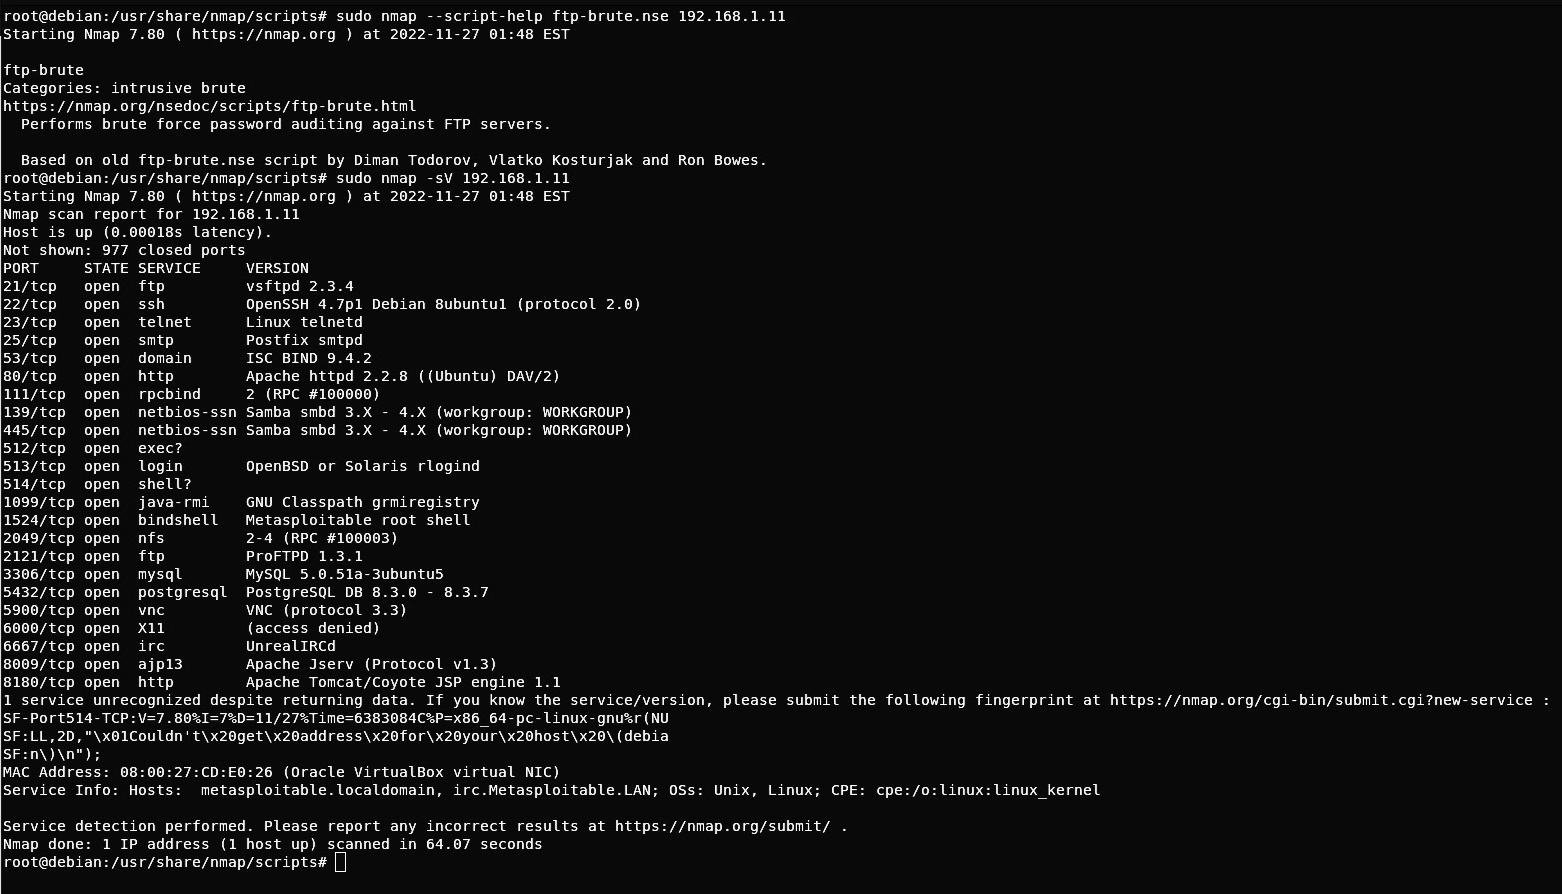 root@debian:/usr/share/nmap/scripts# sudo nmap --script-help ftp-brute.nse 192.168.1.11
Starting Nmap 7.80 ( https://nmap.org ) at 2022-11-27 01:48 EST
ftp-brute
Categories: intrusive brute
https://nmap.org/nsedoc/scripts/ftp-brute.html
  Performs brute force password auditing against FTP servers.
  Based on old ftp-brute.nse script by Diman Todorov, Vlatko Kosturjak and Ron Bowes.
root@debian:/usr/share/nmap/scripts# sudo nmap -sV 192.168.1.11
Starting Nmap 7.80 ( https://nmap.org ) at 2022-11-27 01:48 EST
Nmap scan report for 192.168.1.11
Host is up (0.00018s latency).
Not shown: 977 closed ports
PORT     STATE SERVICE     VERSION
21/tcp   open  ftp         vsftpd 2.3.4
22/tcp   open  ssh         OpenSSH 4.7p1 Debian 8ubuntu1 (protocol 2.0)
23/tcp   open  telnet      Linux telnetd
25/tcp   open  smtp        Postfix smtpd
53/tcp   open  domain      ISC BIND 9.4.2
80/tcp   open  http        Apache httpd 2.2.8 ((Ubuntu) DAV/2)
111/tcp  open  rpcbind     2 (RPC #100000)
139/tcp  open  netbios-ssn Samba smbd 3.X - 4.X (workgroup: WORKGROUP)
445/tcp  open  netbios-ssn Samba smbd 3.X - 4.X (workgroup: WORKGROUP)
512/tcp  open  exec?
513/tcp  open  login       OpenBSD or Solaris rlogind
514/tcp  open  shell?
1099/tcp open  java-rmi    GNU Classpath grmiregistry
1524/tcp open  bindshell   Metasploitable root shell
2049/tcp open  nfs         2-4 (RPC #100003)
2121/tcp open  ftp         ProFTPD 1.3.1
3306/tcp open  mysql       MySQL 5.0.51a-3ubuntu5
5432/tcp open  postgresql  PostgreSQL DB 8.3.0 - 8.3.7
5900/tcp open  vnc         VNC (protocol 3.3)
6000/tcp open  X11         (access denied)
6667/tcp open  irc         UnrealIRCd
8009/tcp open  ajp13       Apache Jserv (Protocol v1.3)
8180/tcp open  http        Apache Tomcat/Coyote JSP engine 1.1
1 service unrecognized despite returning data. If you know the service/version, please submit the following fingerprint at https://nmap.org/cgi-bin/submit.cgi?new-service :
SF-Port514-TCP:V=7.80%I=7%D=11/27%Time=6383084C%P=x86_64-pc-linux-gnu%r(NU
SF:LL,2D,"\x01Couldn't\x20get\x20address\x20for\x20your\x20host\x20\(debia
SF:n\)\n");
MAC Address: 08:00:27:CD:E0:26 (Oracle VirtualBox virtual NIC)
Service Info: Hosts:  metasploitable.localdomain, irc.Metasploitable.LAN; OSs: Unix, Linux; CPE: cpe:/o:linux:linux_kernel
Service detection performed. Please report any incorrect results at https://nmap.org/submit/ .
Nmap done: 1 IP address (1 host up) scanned in 64.07 seconds
root@debian:/usr/share/nmap/scripts#